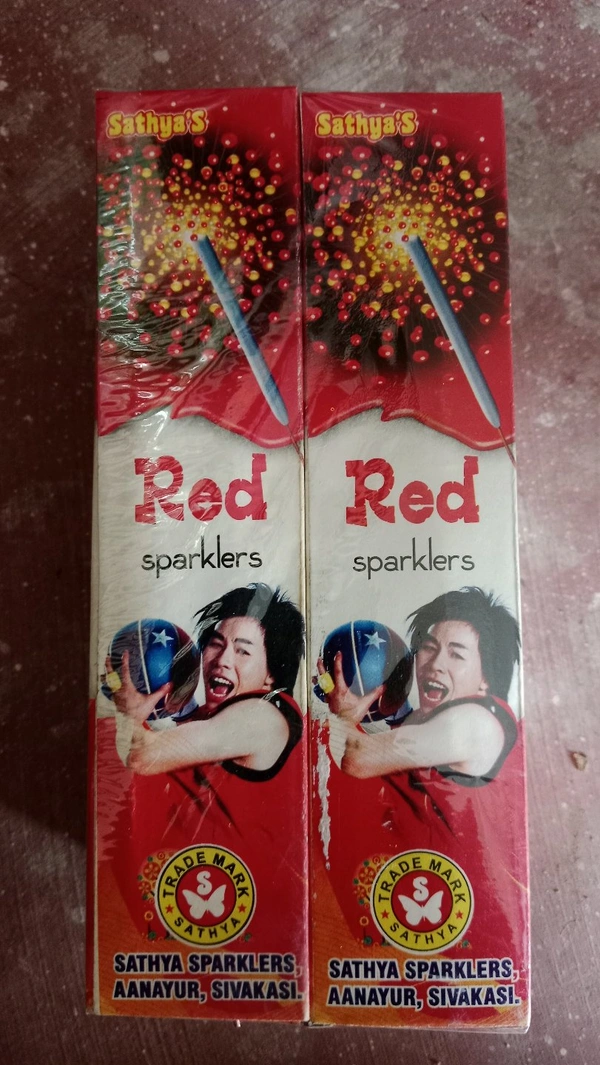 Sathya'S
Red
sparklers
TRADE MARK
S
SATHYA
SATHYA SPARKLERS,
AANAYUR, SIVAKASI.
Sathya'S
Red
sparklers
TRADE MARK
S
SATHYA
SATHYA SPARKLERS,
AANAYUR, SIVAKASI.